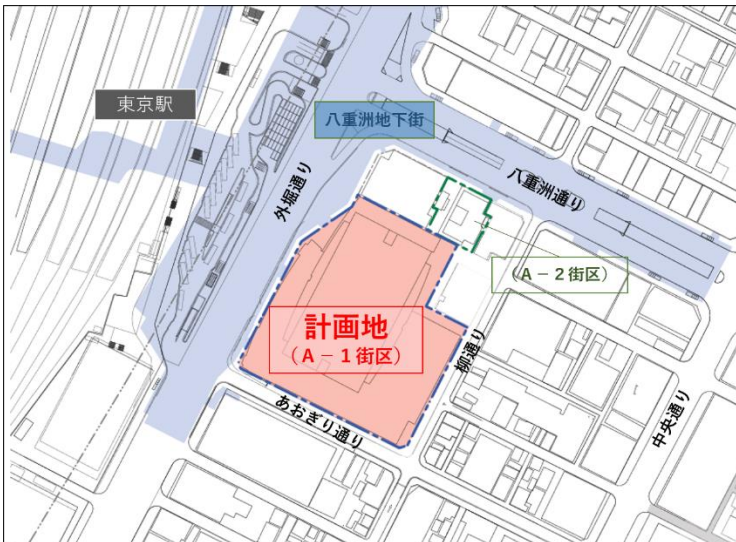 東京駅
八重洲地下街
外堀通り
八重洲通り
(A－2街区)
計画地
(A－1街区)
柳通り
あおぎり通り
中央通り